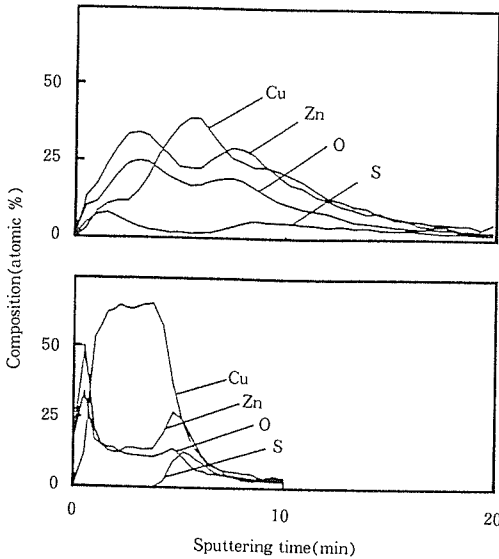 50
25
0
Cu
Zn
O
S
50
25
0
Cu
Zn
O
S
0
10
20
Composition(atomic %)
Sputtering time(min)